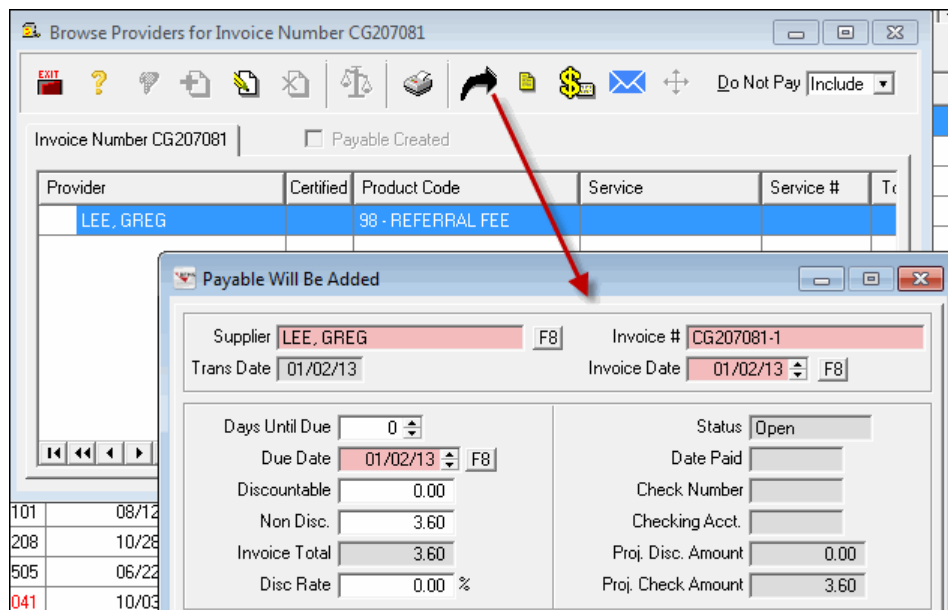 Browse Providers for Invoice Number CG207081
EXIT
Do Not Pay Include
Invoice Number CG207081 Payable Created
Provider Certified Product Code Service Service #
LEE, GREG 98 - REFERRAL FEE
Payable Will Be Added
Supplier LEE, GREG F8 Invoice # CG207081-1
Trans Date 01/02/13 Invoice Date 01/02/13 F8
Days Until Due 0 Status Open
Due Date 01/02/13 F8 Date Paid
Discountable 0.00 Check Number
Non Disc. 3.60 Checking Acct.
Invoice Total 3.60 Proj. Disc. Amount 0.00
Disc Rate 0.00 % Proj. Check Amount 3.60
101 08/12
208 10/28
505 06/22
041 10/03